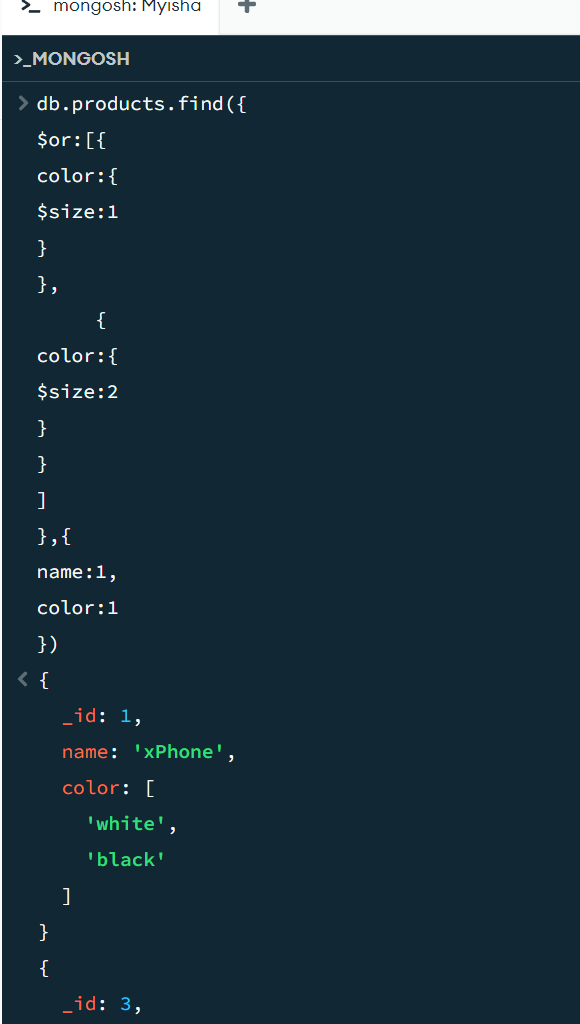 >_ mongosh: Myisha +
>_MONGOSH
> db.products.find({
$or:[{
color:{
$size:1
}
},
{
color:{
$size:2
}
}
]
},{
name:1,
color:1
})
< {
_id: 1,
name: 'xPhone',
color: [
'white',
'black'
]
}
{
_id: 3,